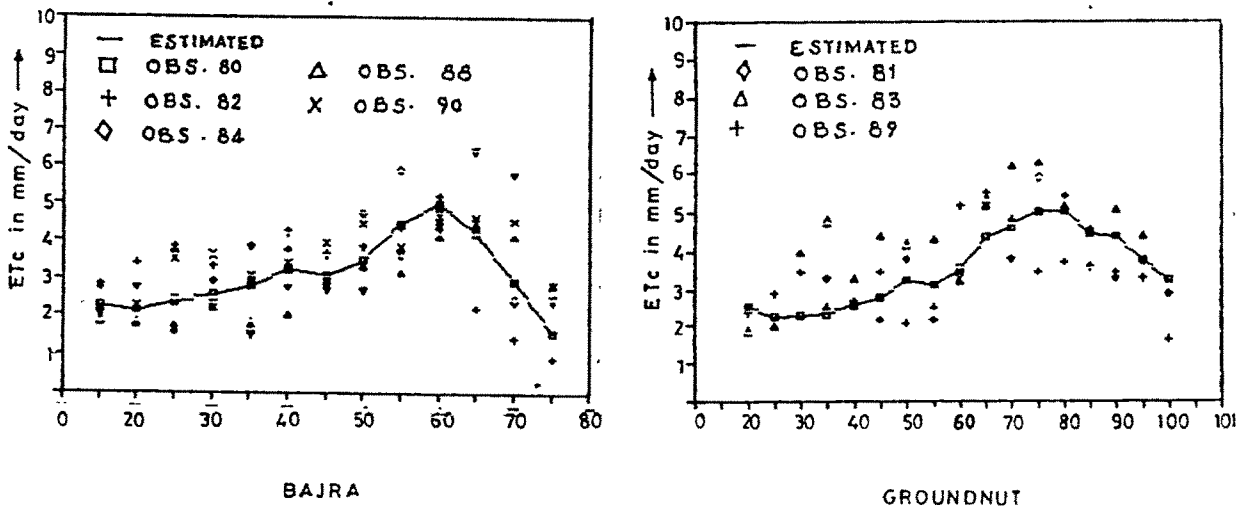 10
9
8
7
6
5
4
3
2
1
ETc in mm/day
— ESTIMATED
□ OBS. 80
+ OBS. 82
◇ OBS. 84
△ OBS. 88
× OBS. 90
0 10 20 30 40 50 60 70 80
BAJRA
10
9
8
7
6
5
4
3
2
1
ETc in mm/day
— ESTIMATED
◇ OBS. 81
△ OBS. 83
+ OBS. 89
0 10 20 30 40 50 60 70 80 90 100 101
GROUNDNUT